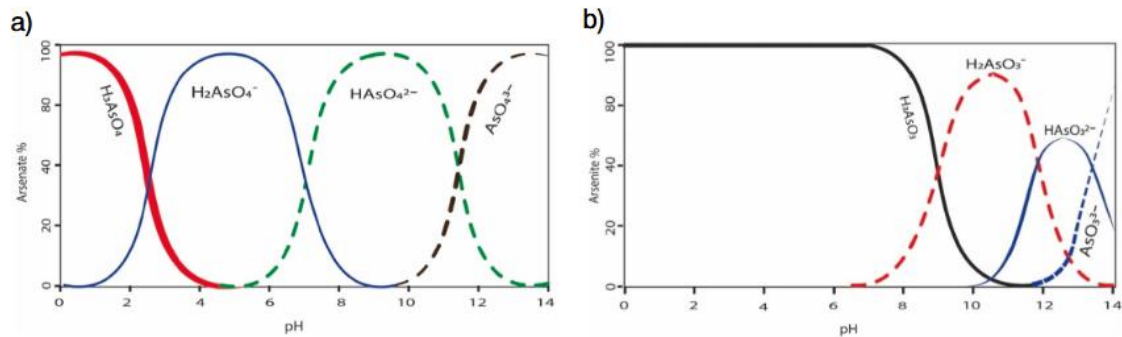 a)
100
80
40
20
0
Arsenate %
H₃AsO₄
H₂AsO₄⁻
HAsO₄²⁻
AsO₄³⁻
0 2 4 6 8 10 12 14
pH
b)
100
80
40
20
0
Arsenite %
H₃AsO₃
H₂AsO₃⁻
HAsO₃²⁻
AsO₃³⁻
0 2 4 6 8 10 12 14
pH